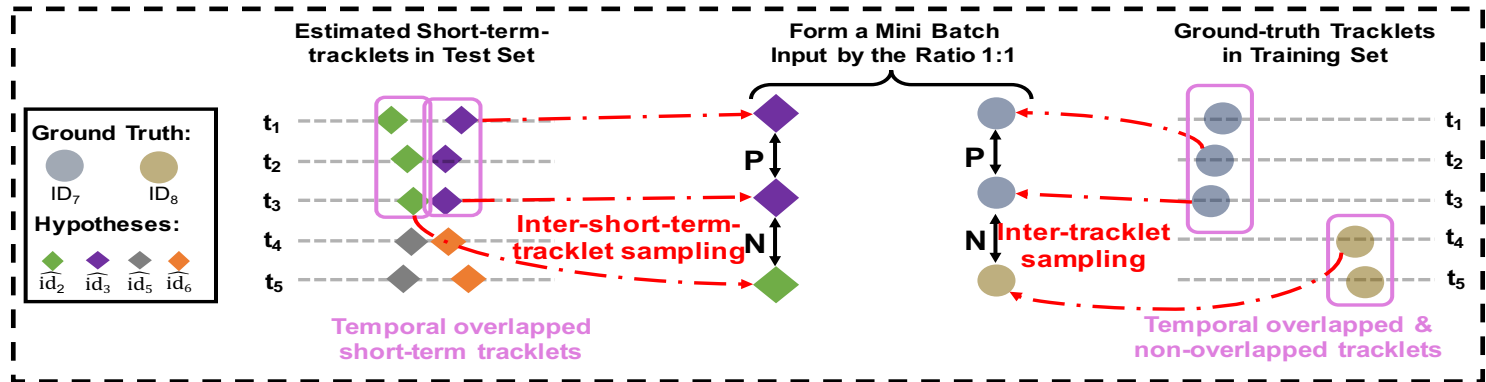 Estimated Short-term-
tracklets in Test Set
Form a Mini Batch
Input by the Ratio 1:1
Ground-truth Tracklets
in Training Set
Ground Truth:
ID7
ID8
Hypotheses:
id2
id3
id5
id6
t1
t2
t3
t4
t5
Inter-short-term-
tracklet sampling
Temporal overlapped
short-term tracklets
P
N
P
N
Inter-tracklet
sampling
t1
t2
t3
t4
t5
Temporal overlapped &
non-overlapped tracklets